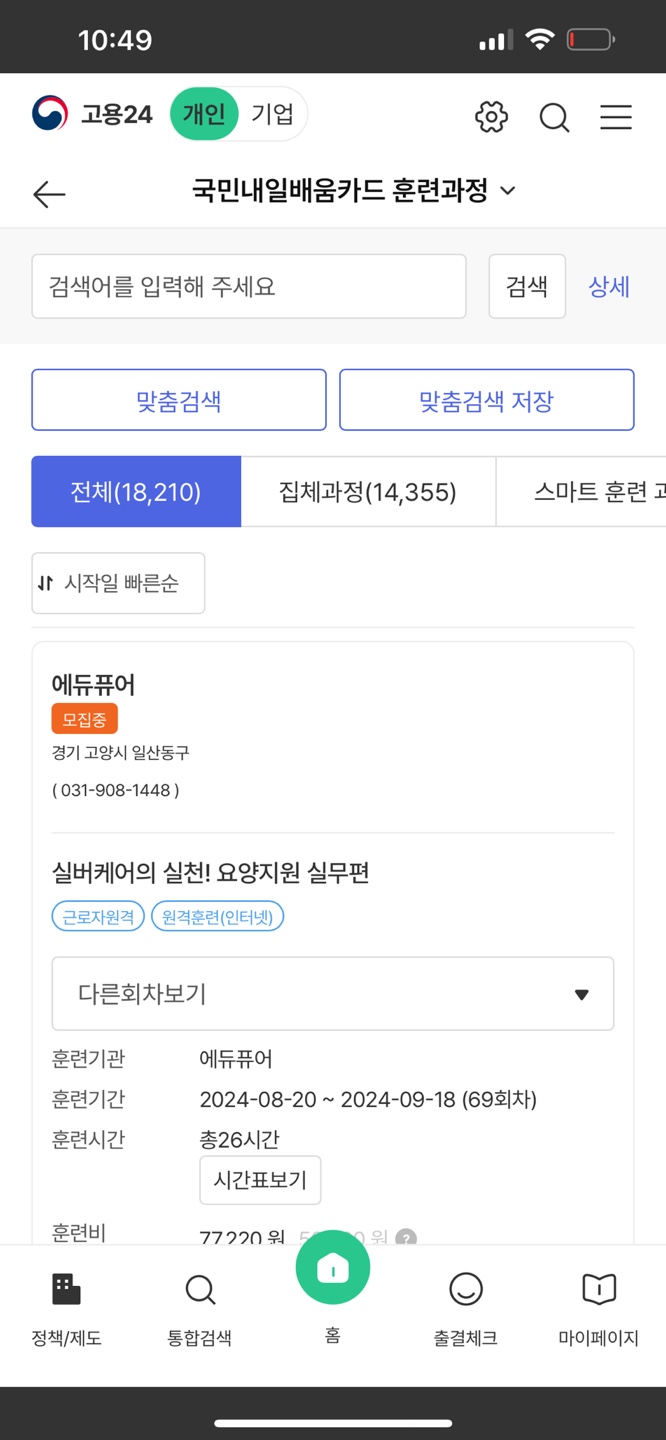 10:49
고용24 개인 기업
국민내일배움카드 훈련과정
검색어를 입력해 주세요 검색 상세
맞춤검색 맞춤검색 저장
전체(18,210) 집체과정(14,355) 스마트 훈련
시작일 빠른순
에듀퓨어
모집중
경기 고양시 일산동구
( 031-908-1448 )
실버케어의 실천! 요양지원 실무편
근로자원격 원격훈련(인터넷)
다른회차보기
훈련기관 에듀퓨어
훈련기간 2024-08-20 ~ 2024-09-18 (69회차)
훈련시간 총26시간
시간표보기
훈련비 77,220 원 원 ?
정책/제도 통합검색 홈 출결체크 마이페이지